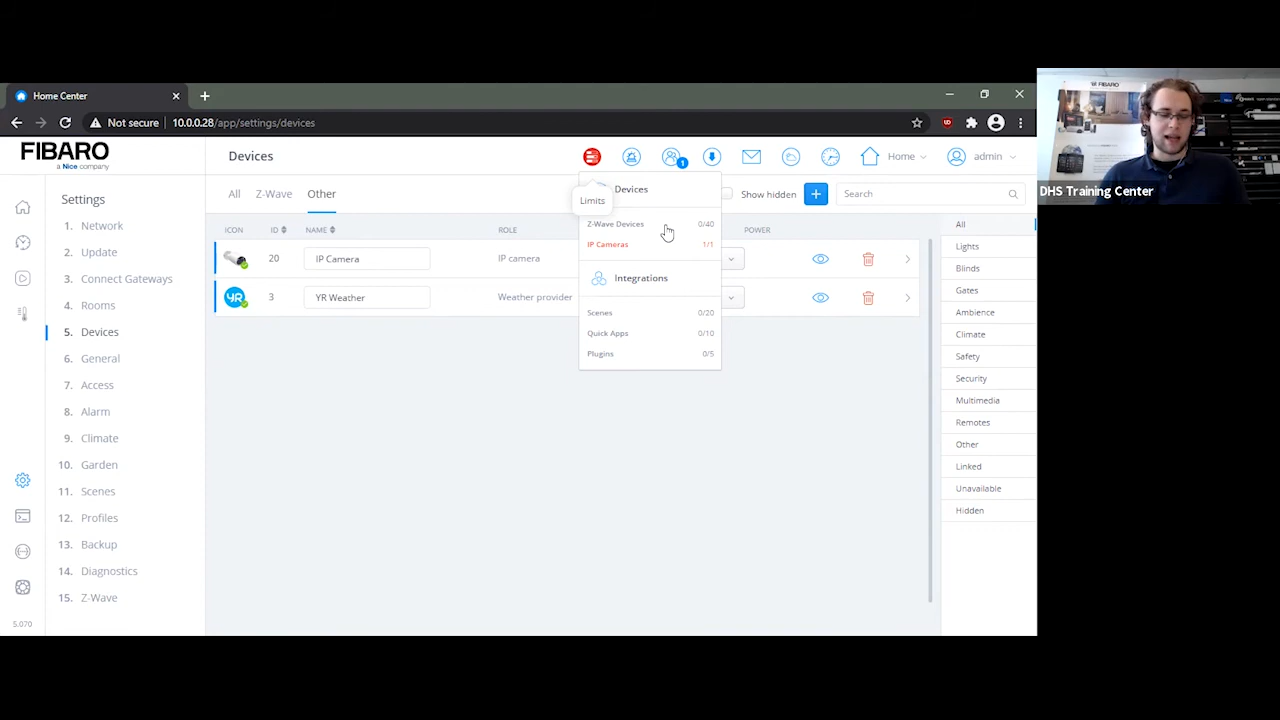 Home Center
Not secure
10.0.0.28/app/settings/devices
FIBARO
a Nice company
Devices
1
Home
admin
Settings
1. Network
2. Update
3. Connect Gateways
4. Rooms
5. Devices
6. General
7. Access
8. Alarm
9. Climate
10. Garden
11. Scenes
12. Profiles
13. Backup
14. Diagnostics
15. Z-Wave
5.070
All Z-Wave Other
Show hidden
Search
ICON ID NAME ROLE POWER
20 IP Camera IP camera
3 YR Weather Weather provider
Limits
Devices
Z-Wave Devices 0/40
IP Cameras 1/1
Integrations
Scenes 0/20
Quick Apps 0/10
Plugins 0/5
All
Lights
Blinds
Gates
Ambience
Climate
Safety
Security
Multimedia
Remotes
Other
Linked
Unavailable
Hidden
FIBARO
DHS Training Center